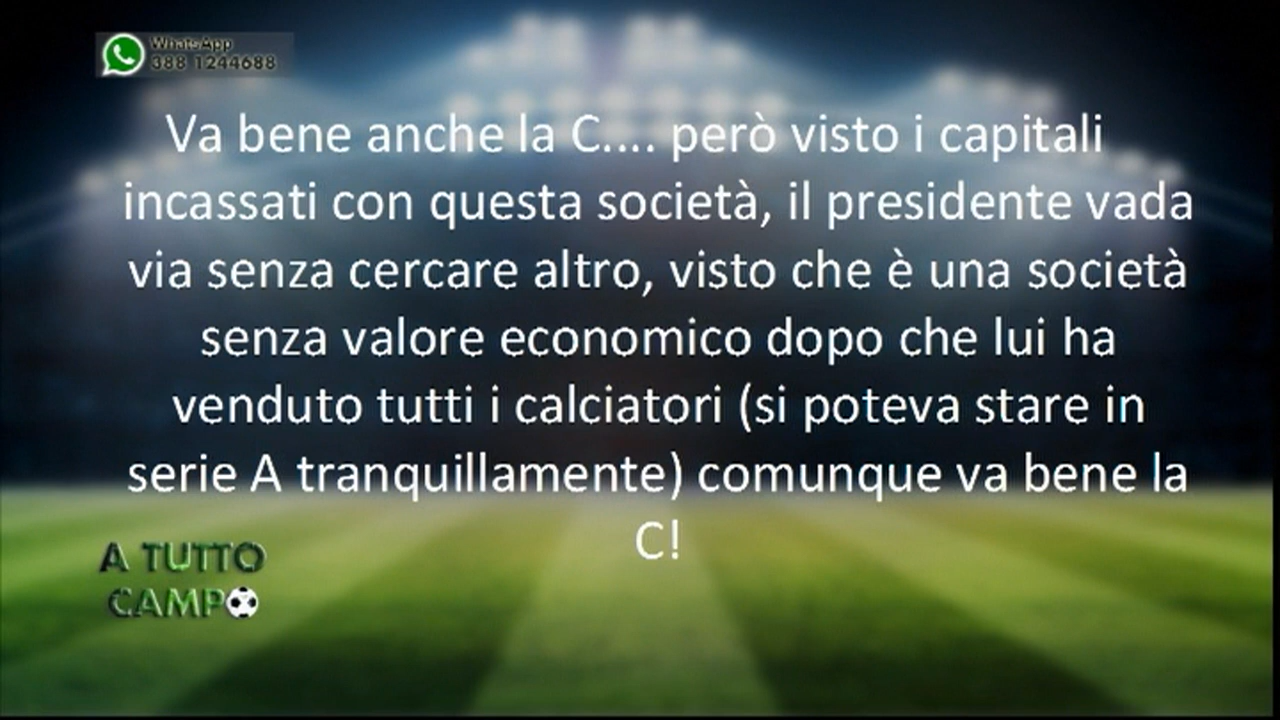 WhatsApp
388 1244688
Va bene anche la C.... però visto i capitali
incassati con questa società, il presidente vada
via senza cercare altro, visto che è una società
senza valore economico dopo che lui ha
venduto tutti i calciatori (si poteva stare in
serie A tranquillamente) comunque va bene la
C!
A TUTTO
CAMPO